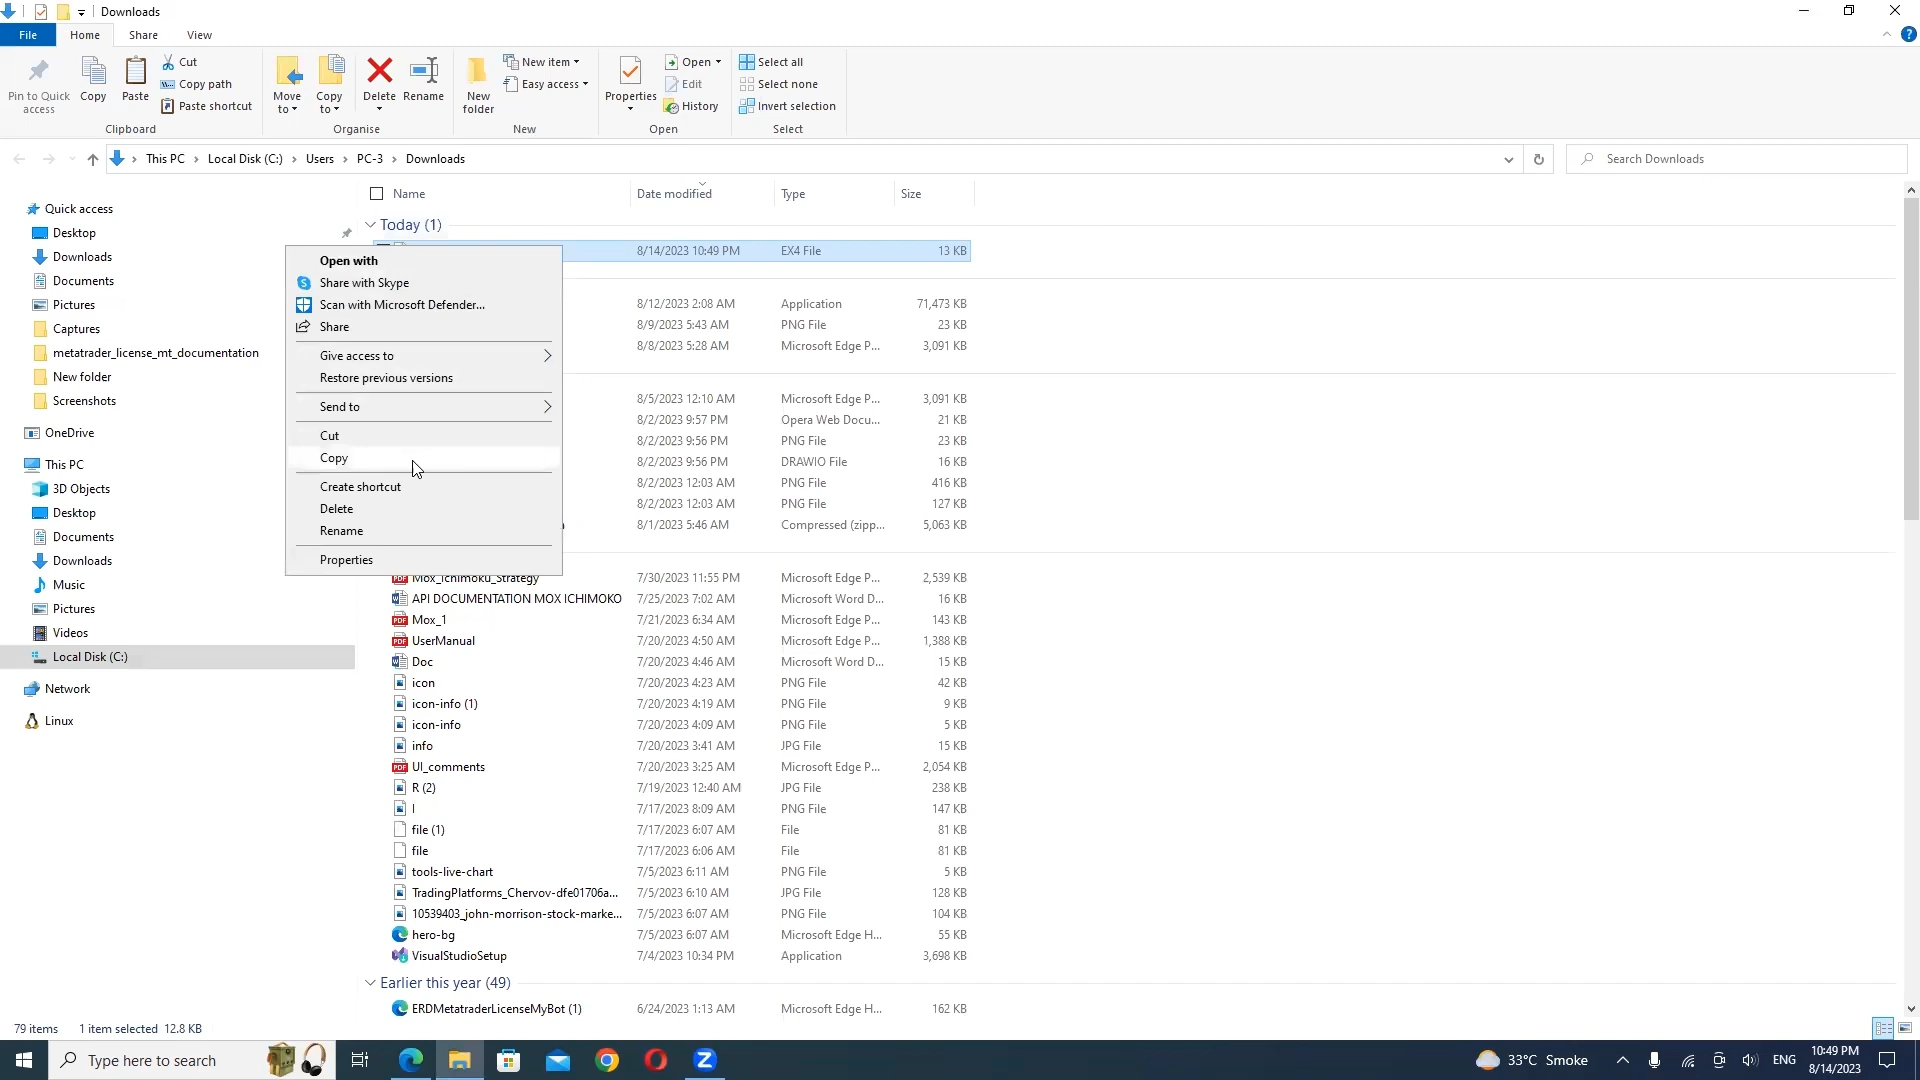 Downloads
File Home Share View
Pin to Quick access
Copy
Paste
Cut
Copy path
Paste shortcut
Clipboard
Move to
Copy to
Delete
Rename
Organise
New folder
New item
Easy access
New
Properties
Open
Edit
History
Open
Select all
Select none
Invert selection
Select
This PC › Local Disk (C:) › Users › PC-3 › Downloads
Search Downloads
Quick access
Desktop
Downloads
Documents
Pictures
Captures
metatrader_license_mt_documentation
New folder
Screenshots
OneDrive
This PC
3D Objects
Desktop
Documents
Downloads
Music
Pictures
Videos
Local Disk (C:)
Network
Linux
Name Date modified Type Size
Today (1)
8/14/2023 10:49 PM EX4 File 13 KB
8/12/2023 2:08 AM Application 71,473 KB
8/9/2023 5:43 AM PNG File 23 KB
8/8/2023 5:28 AM Microsoft Edge P... 3,091 KB
8/5/2023 12:10 AM Microsoft Edge P... 3,091 KB
8/2/2023 9:57 PM Opera Web Docu... 21 KB
8/2/2023 9:56 PM PNG File 23 KB
8/2/2023 9:56 PM DRAWIO File 16 KB
8/2/2023 12:03 AM PNG File 416 KB
8/2/2023 12:03 AM PNG File 127 KB
8/1/2023 5:46 AM Compressed (zipp... 5,063 KB
Mox_Ichimoku_Strategy 7/30/2023 11:55 PM Microsoft Edge P... 2,539 KB
API DOCUMENTATION MOX ICHIMOKO 7/25/2023 7:02 AM Microsoft Word D... 16 KB
Mox_1 7/21/2023 6:34 AM Microsoft Edge P... 143 KB
UserManual 7/20/2023 4:50 AM Microsoft Edge P... 1,388 KB
Doc 7/20/2023 4:46 AM Microsoft Word D... 15 KB
icon 7/20/2023 4:23 AM PNG File 42 KB
icon-info (1) 7/20/2023 4:19 AM PNG File 9 KB
icon-info 7/20/2023 4:09 AM PNG File 5 KB
info 7/20/2023 3:41 AM JPG File 15 KB
UI_comments 7/20/2023 3:25 AM Microsoft Edge P... 2,054 KB
R (2) 7/19/2023 12:40 AM JPG File 238 KB
7/17/2023 8:09 AM PNG File 147 KB
file (1) 7/17/2023 6:07 AM File 81 KB
file 7/17/2023 6:06 AM File 81 KB
tools-live-chart 7/5/2023 6:11 AM PNG File 5 KB
TradingPlatforms_Chervov-dfe01706a... 7/5/2023 6:10 AM JPG File 128 KB
10539403_john-morrison-stock-marke... 7/5/2023 6:07 AM PNG File 104 KB
hero-bg 7/5/2023 6:07 AM Microsoft Edge H... 55 KB
VisualStudioSetup 7/4/2023 10:34 PM Application 3,698 KB
Earlier this year (49)
ERDMetatraderLicenseMyBot (1) 6/24/2023 1:13 AM Microsoft Edge H... 162 KB
Open with
Share with Skype
Scan with Microsoft Defender...
Share
Give access to
Restore previous versions
Send to
Cut
Copy
Create shortcut
Delete
Rename
Properties
79 items 1 item selected 12.8 KB
Type here to search
33°C Smoke
ENG
10:49 PM
8/14/2023